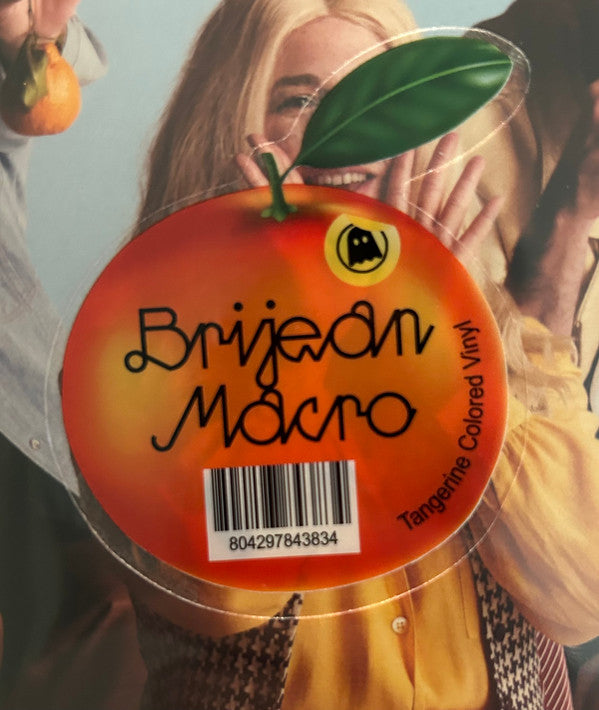 Brijean
Macro
Tangerine Colored Vinyl
804297843834